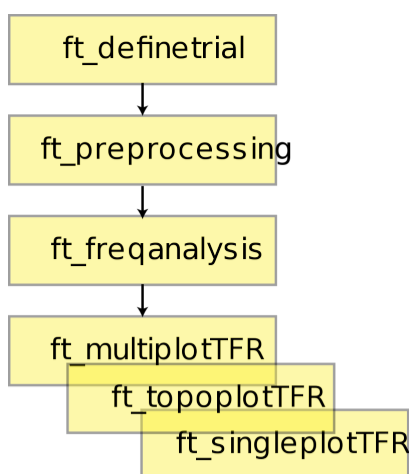 ft_definetrial
ft_preprocessing
ft_freqanalysis
ft_multiplotTFR
ft_topoplotTFR
ft_singleplotTFR